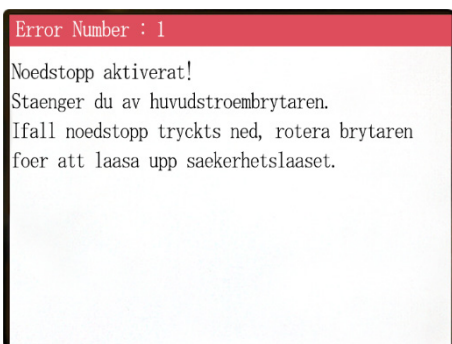 Error Number : 1
Noedstopp aktiverat!
Staenger du av huvudstroembrytaren.
Ifall noedstopp tryckts ned, rotera brytaren
foer att laasa upp saekerhetslaaset.